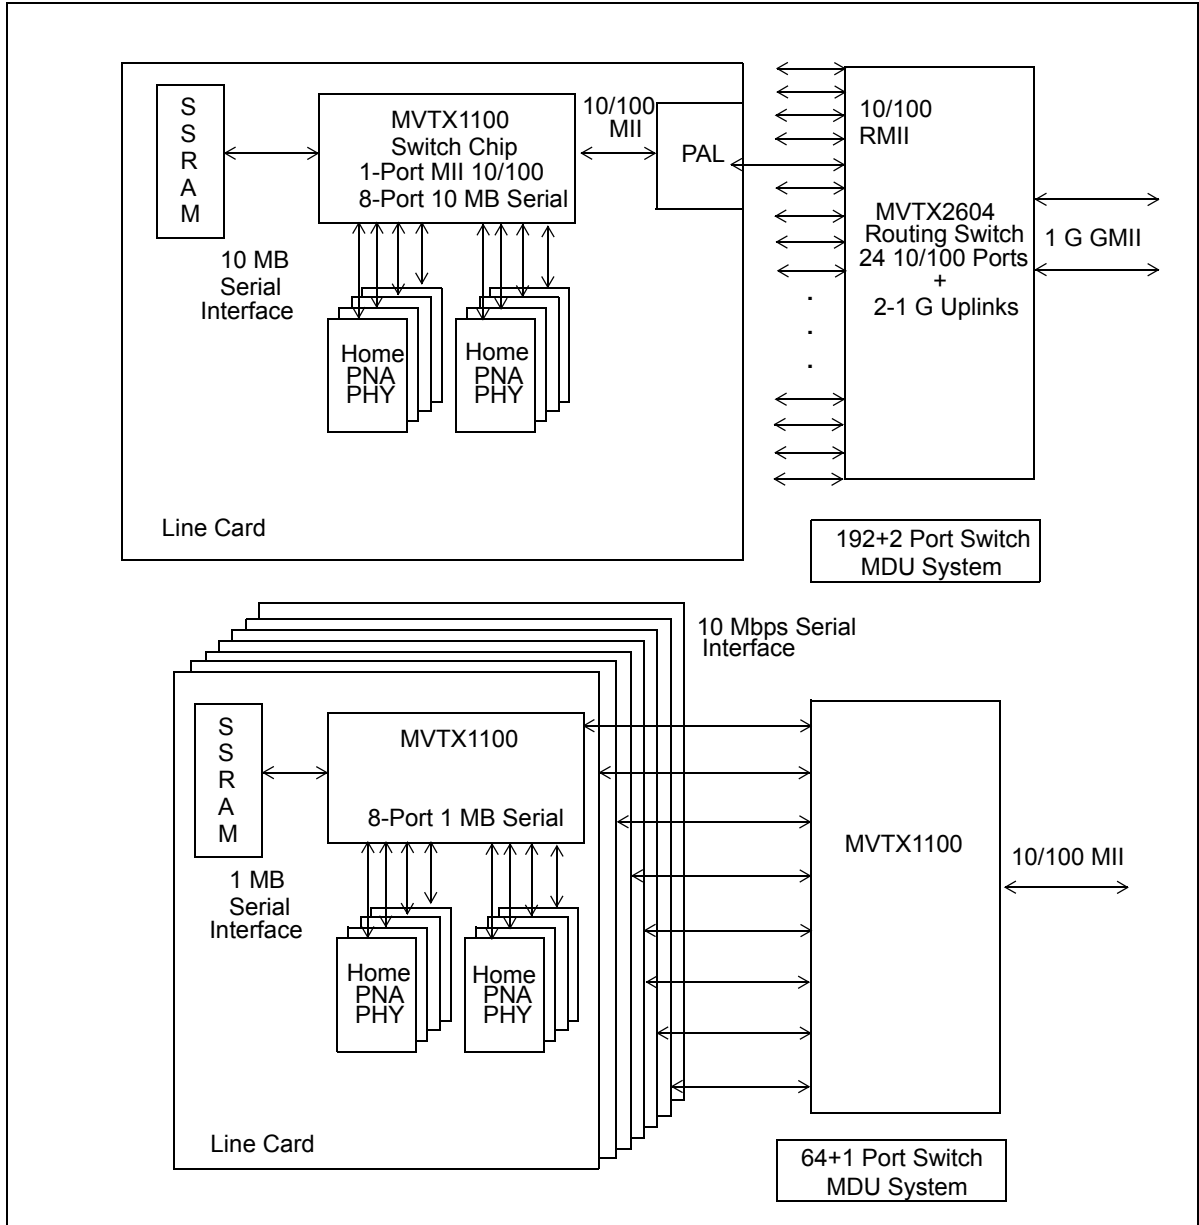 S
S
R
A
M
MVTX1100
Switch Chip
1-Port MII 10/100
8-Port 10 MB Serial
10/100
MII
PAL
10 MB
Serial
Interface
Home
PNA
PHY
Home
PNA
PHY
Line Card
10/100
RMII
MVTX2604
Routing Switch
24 10/100 Ports
+
2-1 G Uplinks
1 G GMII
.
.
.
192+2 Port Switch
MDU System
10 Mbps Serial
Interface
S
S
R
A
M
MVTX1100
8-Port 1 MB Serial
1 MB
Serial
Interface
Home
PNA
PHY
Home
PNA
PHY
Line Card
MVTX1100
10/100 MII
64+1 Port Switch
MDU System